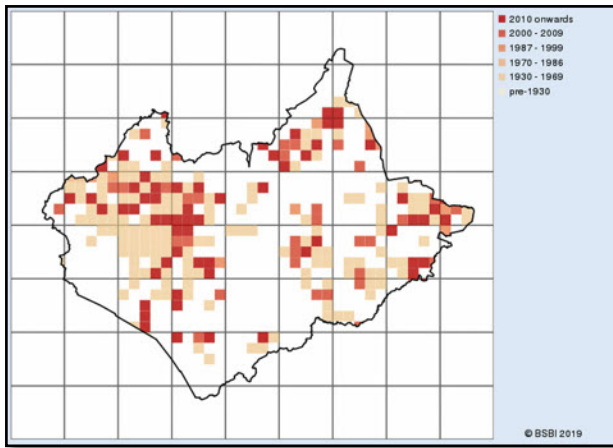 2010 onwards
2000 - 2009
1987 - 1999
1970 - 1986
1930 - 1969
pre-1930
© BSBI 2019